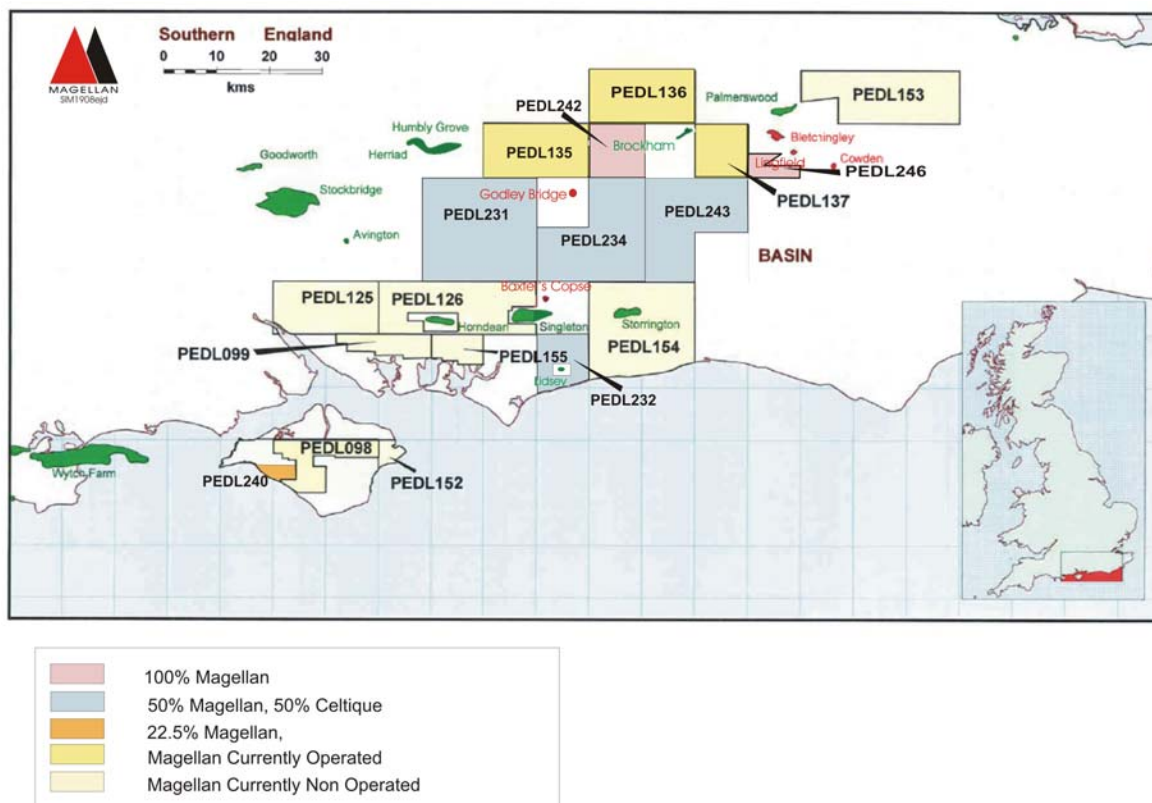 Southern England
0 10 20 30
kms
MAGELLAN
SIM1908ejd
PEDL242
PEDL136
Palmerswood
PEDL153
Humbly Grove
Herriad
PEDL135
Brockham
Bletchingley
Lingfield
Cowden
PEDL246
Goodworth
Stockbridge
Godley Bridge
PEDL137
PEDL231
PEDL243
PEDL234
Avington
BASIN
Baxter's Copse
PEDL125
PEDL126
Horndean
Singleton
Storrington
PEDL099
PEDL155
PEDL154
Lidsey
PEDL232
PEDL098
Wytch Farm
PEDL240
PEDL152
100% Magellan
50% Magellan, 50% Celtique
22.5% Magellan,
Magellan Currently Operated
Magellan Currently Non Operated